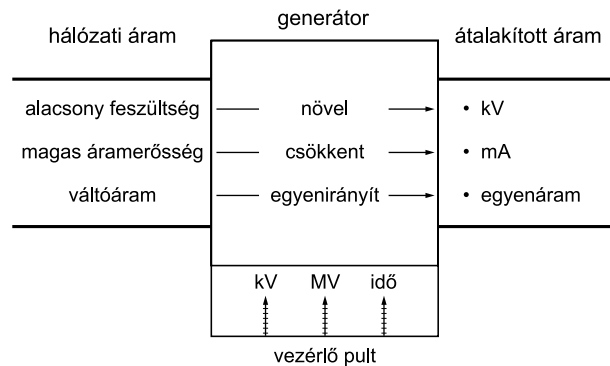 hálózati áram
generátor
átalakított áram
alacsony feszültség növel • kV
magas áramerősség csökkent • mA
váltóáram egyenirányít • egyenáram
kV MV idő
vezérlő pult